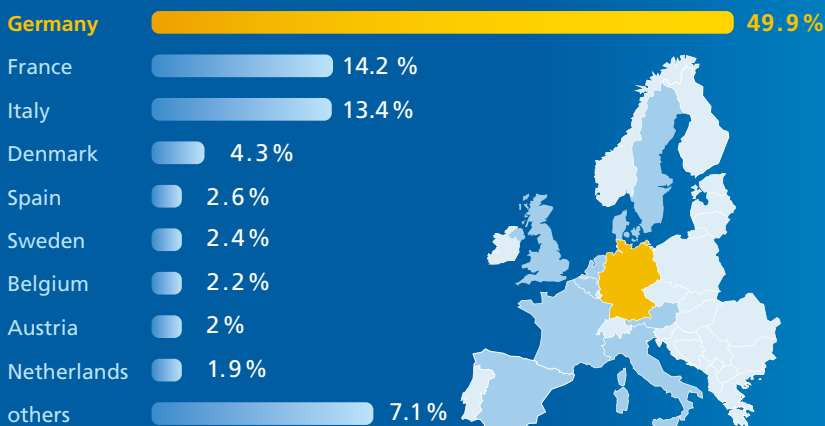 Germany 49.9%
France 14.2 %
Italy 13.4%
Denmark 4.3%
Spain 2.6%
Sweden 2.4%
Belgium 2.2%
Austria 2%
Netherlands 1.9%
others 7.1%